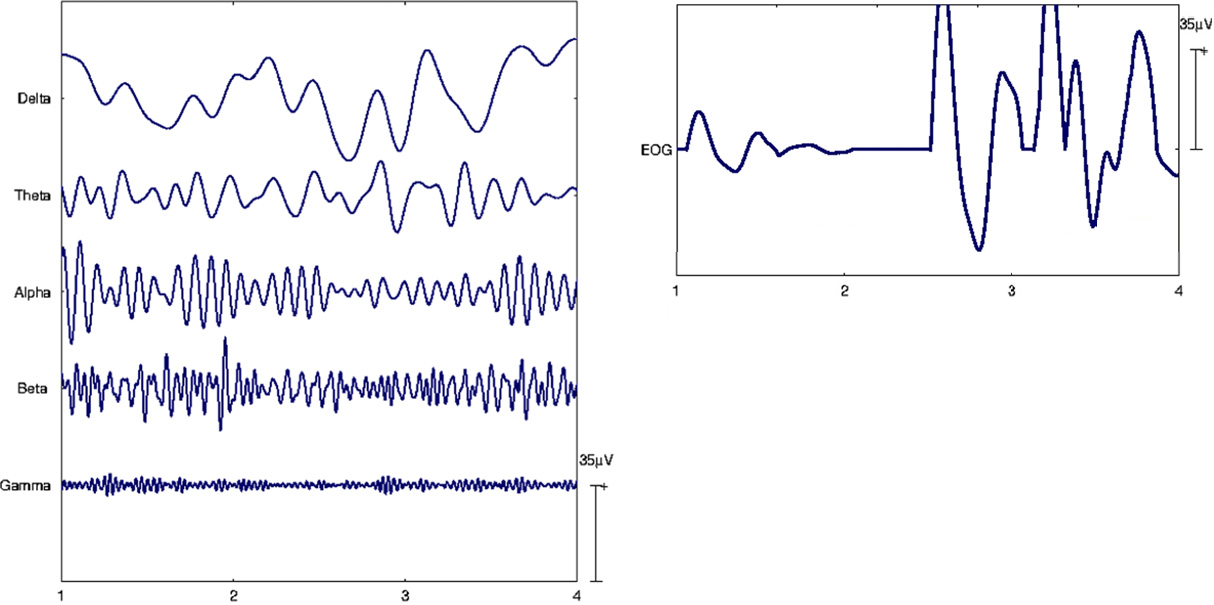 Delta
Theta
Alpha
Beta
Gamma
35µV
+
1 2 3 4
35µV
+
EOG
1 2 3 4